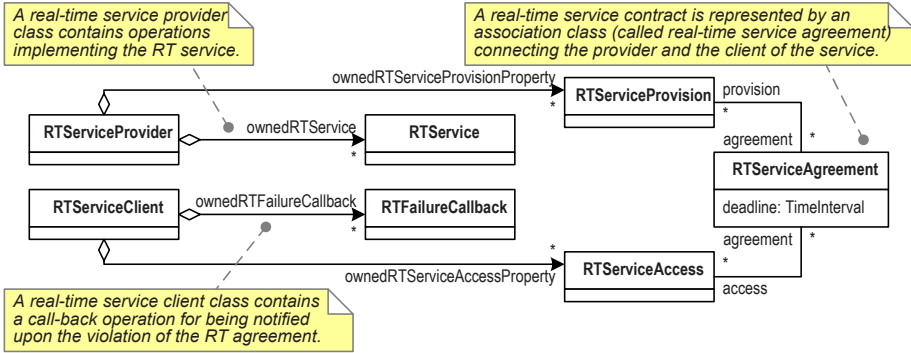 A real-time service provider
class contains operations
implementing the RT service.
A real-time service contract is represented by an
association class (called real-time service agreement)
connecting the provider and the client of the service.
ownedRTServiceProvisionProperty
*
RTServiceProvision
provision
*
RTServiceProvider
ownedRTService
*
RTService
agreement
*
RTServiceAgreement
deadline: TimeInterval
RTServiceClient
ownedRTFailureCallback
*
RTFailureCallback
agreement
*
*
ownedRTServiceAccessProperty
RTServiceAccess
*
access
A real-time service client class contains
a call-back operation for being notified
upon the violation of the RT agreement.